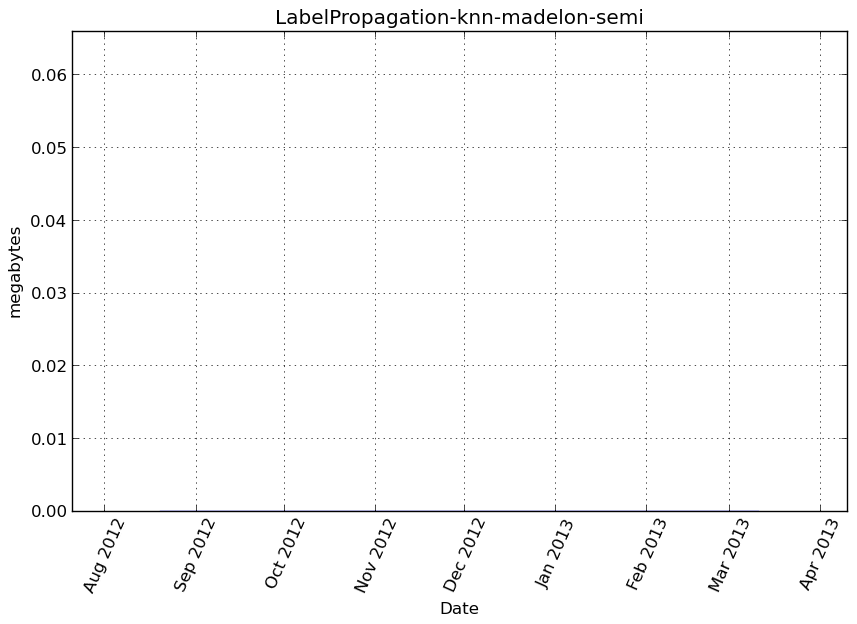 LabelPropagation-knn-madelon-semi
0.06
0.05
0.04
0.03
0.02
0.01
0.00
megabytes
Aug 2012
Sep 2012
Oct 2012
Nov 2012
Dec 2012
Jan 2013
Feb 2013
Mar 2013
Apr 2013
Date